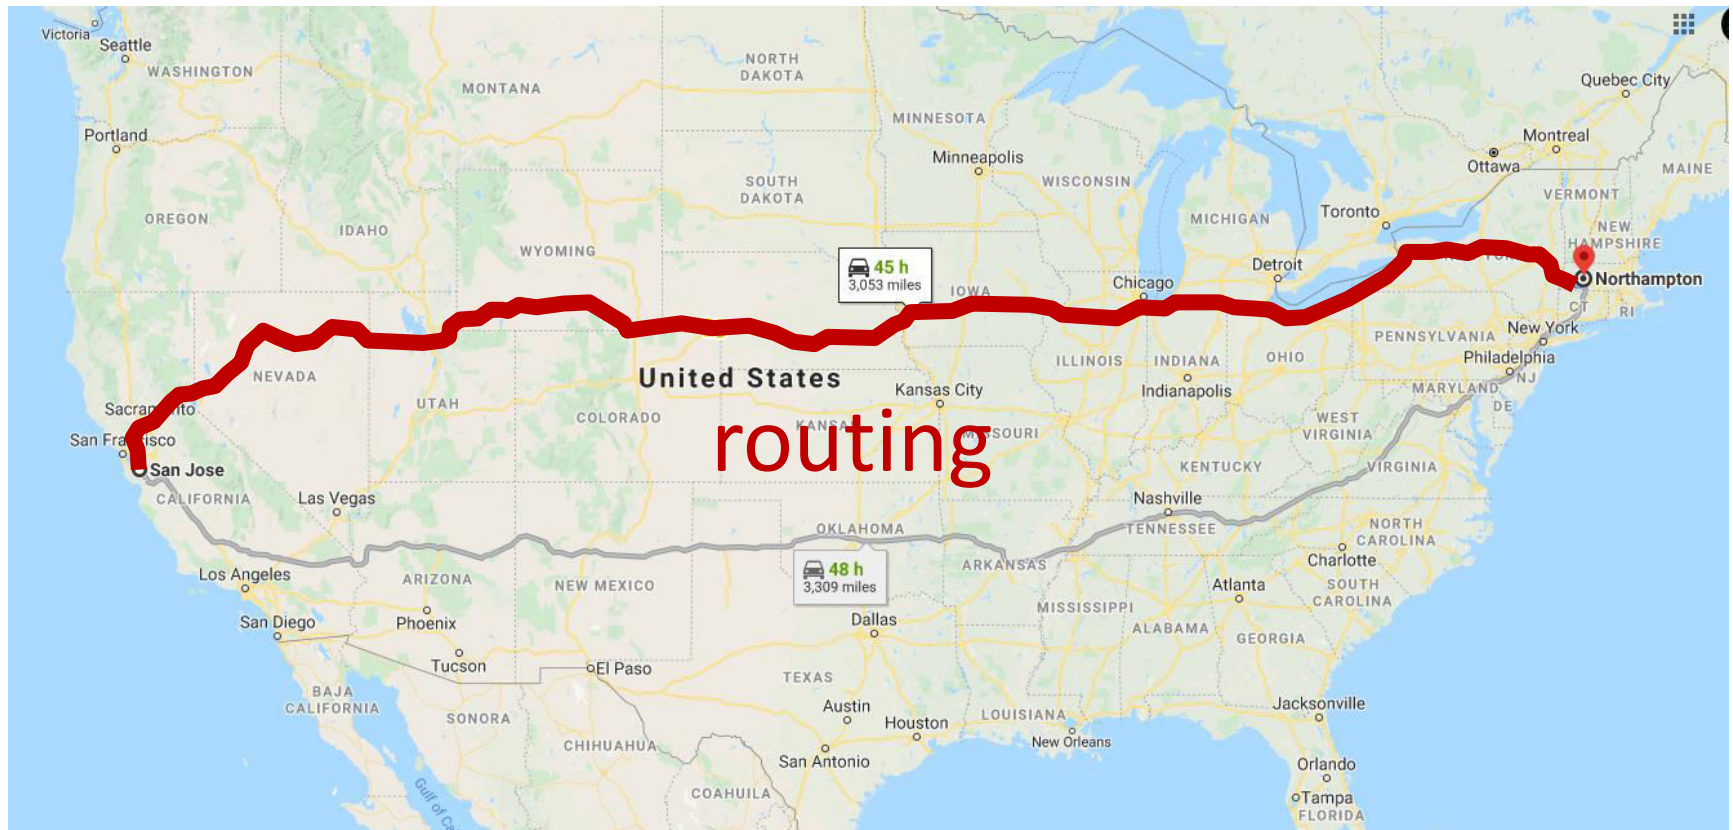 Victoria
Seattle
WASHINGTON
MONTANA
NORTH
DAKOTA
MINNESOTA
Quebec City
Portland
Minneapolis
Montreal
Ottawa
MAINE
SOUTH
DAKOTA
WISCONSIN
VERMONT
OREGON
IDAHO
MICHIGAN
Toronto
NEW
HAMPSHIRE
WYOMING
45 h
3,053 miles
IOWA
Chicago
Detroit
Northampton
CT
RI
NEVADA
UTAH
COLORADO
United States
Kansas City
ILLINOIS
INDIANA
Indianapolis
OHIO
PENNSYLVANIA
New York
Philadelphia
NJ
MARYLAND
DE
WEST
VIRGINIA
VIRGINIA
Sacramento
San Francisco
San Jose
CALIFORNIA
Las Vegas
KANSAS
MISSOURI
routing
KENTUCKY
Nashville
TENNESSEE
NORTH
CAROLINA
Charlotte
SOUTH
CAROLINA
OKLAHOMA
48 h
3,309 miles
ARKANSAS
Los Angeles
ARIZONA
NEW MEXICO
San Diego
Phoenix
Tucson
El Paso
Dallas
TEXAS
MISSISSIPPI
ALABAMA
Atlanta
GEORGIA
BAJA
CALIFORNIA
SONORA
CHIHUAHUA
COAHUILA
Austin
Houston
San Antonio
LOUISIANA
New Orleans
Jacksonville
Orlando
Tampa
FLORIDA
Gulf of